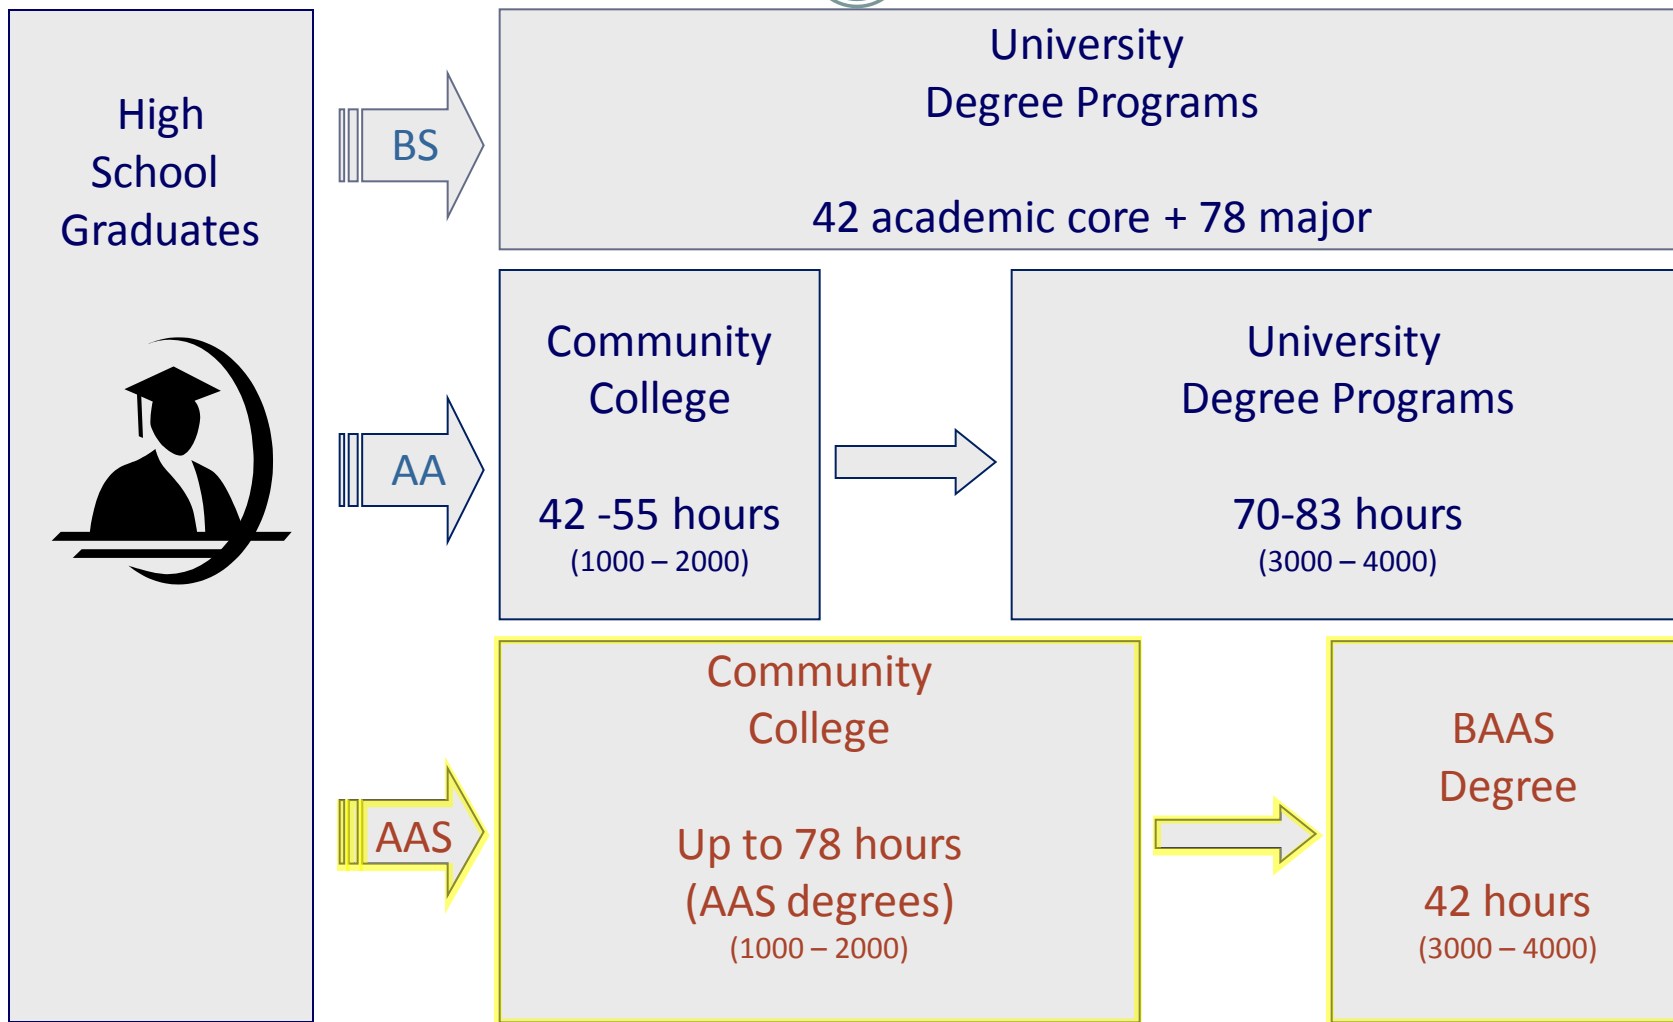 High
School
Graduates
BS
University
Degree Programs
42 academic core + 78 major
AA
Community
College
42 -55 hours
(1000 – 2000)
University
Degree Programs
70-83 hours
(3000 – 4000)
AAS
Community
College
Up to 78 hours
(AAS degrees)
(1000 – 2000)
BAAS
Degree
42 hours
(3000 – 4000)